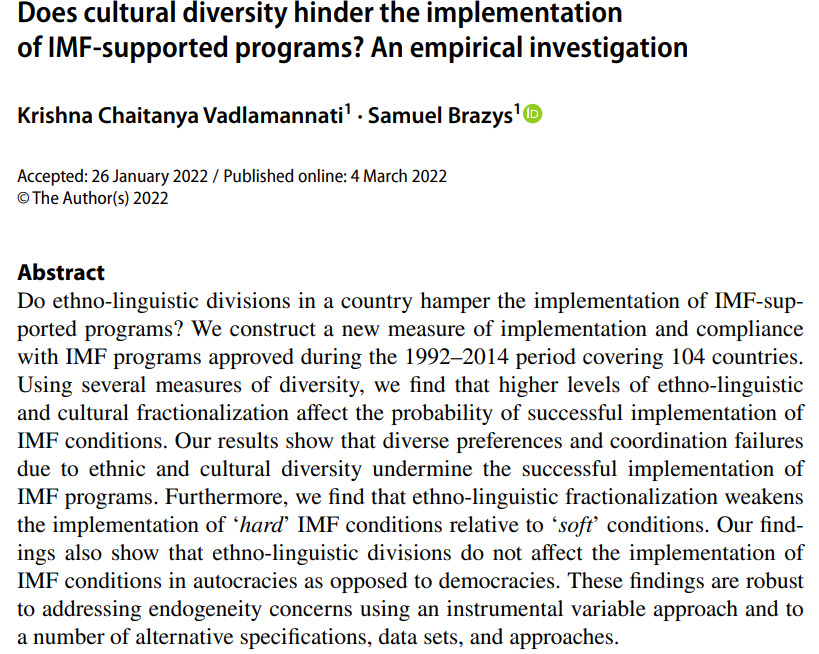 Does cultural diversity hinder the implementation
of IMF-supported programs? An empirical investigation
Krishna Chaitanya Vadlamannati¹ · Samuel Brazys¹ iD
Accepted: 26 January 2022 / Published online: 4 March 2022
© The Author(s) 2022
Abstract
Do ethno-linguistic divisions in a country hamper the implementation of IMF-sup-
ported programs? We construct a new measure of implementation and compliance
with IMF programs approved during the 1992–2014 period covering 104 countries.
Using several measures of diversity, we find that higher levels of ethno-linguistic
and cultural fractionalization affect the probability of successful implementation of
IMF conditions. Our results show that diverse preferences and coordination failures
due to ethnic and cultural diversity undermine the successful implementation of
IMF programs. Furthermore, we find that ethno-linguistic fractionalization weakens
the implementation of ‘hard’ IMF conditions relative to ‘soft’ conditions. Our find-
ings also show that ethno-linguistic divisions do not affect the implementation of
IMF conditions in autocracies as opposed to democracies. These findings are robust
to addressing endogeneity concerns using an instrumental variable approach and to
a number of alternative specifications, data sets, and approaches.